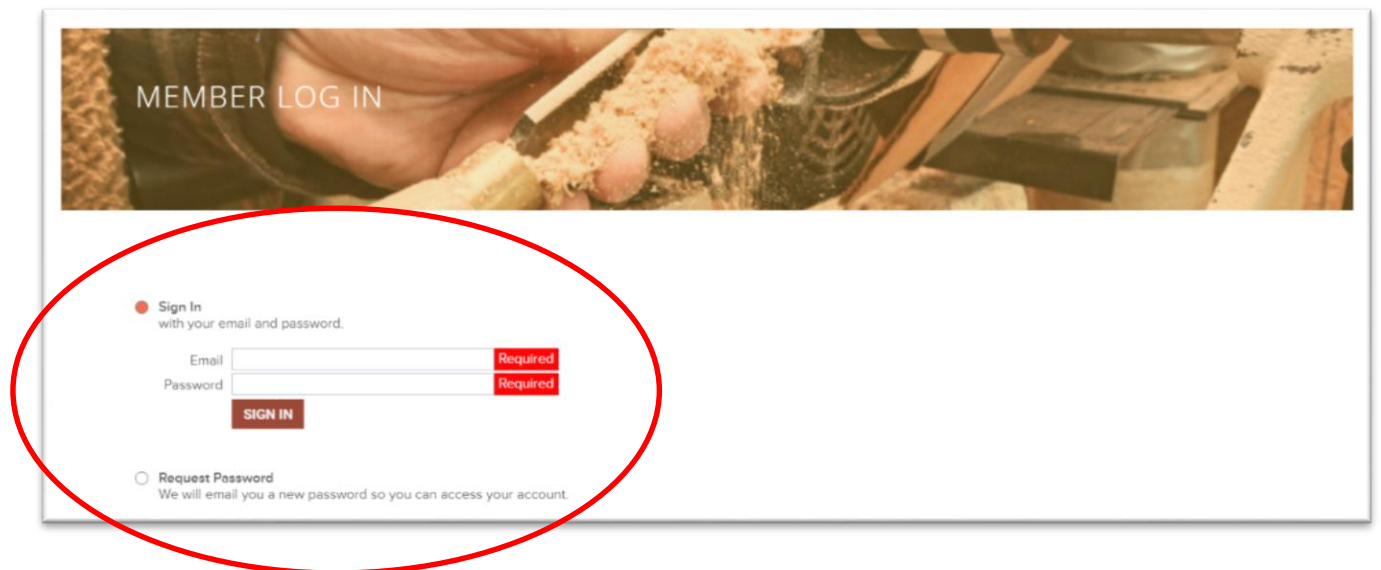 MEMBER LOG IN
Sign In
with your email and password.
Email Required
Password Required
SIGN IN
Request Password
We will email you a new password so you can access your account.